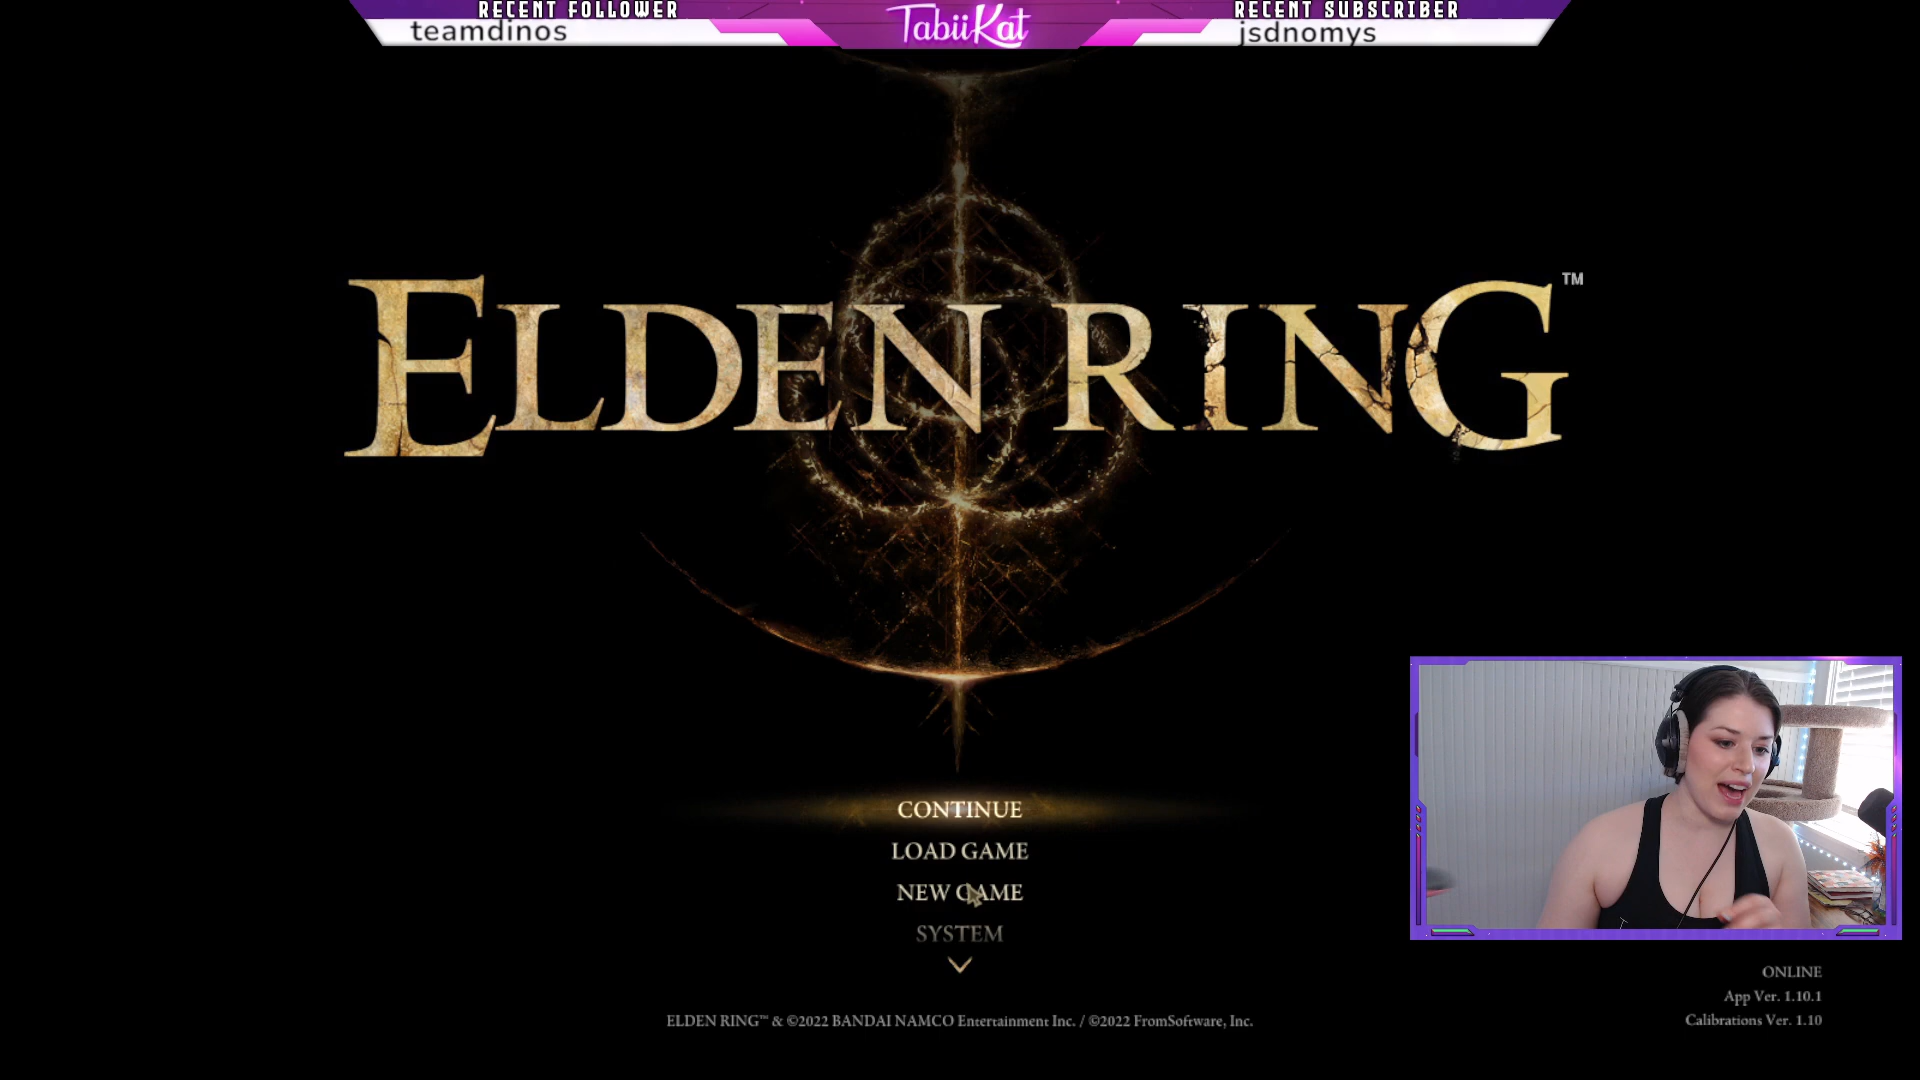 RECENT FOLLOWER
teamdinos
TabiiKat
RECENT SUBSCRIBER
jsdnomys
ELDEN RING™
CONTINUE
LOAD GAME
NEW GAME
SYSTEM
ELDEN RING™ & ©2022 BANDAI NAMCO Entertainment Inc. / ©2022 FromSoftware, Inc.
ONLINE
App Ver. 1.10.1
Calibrations Ver. 1.10